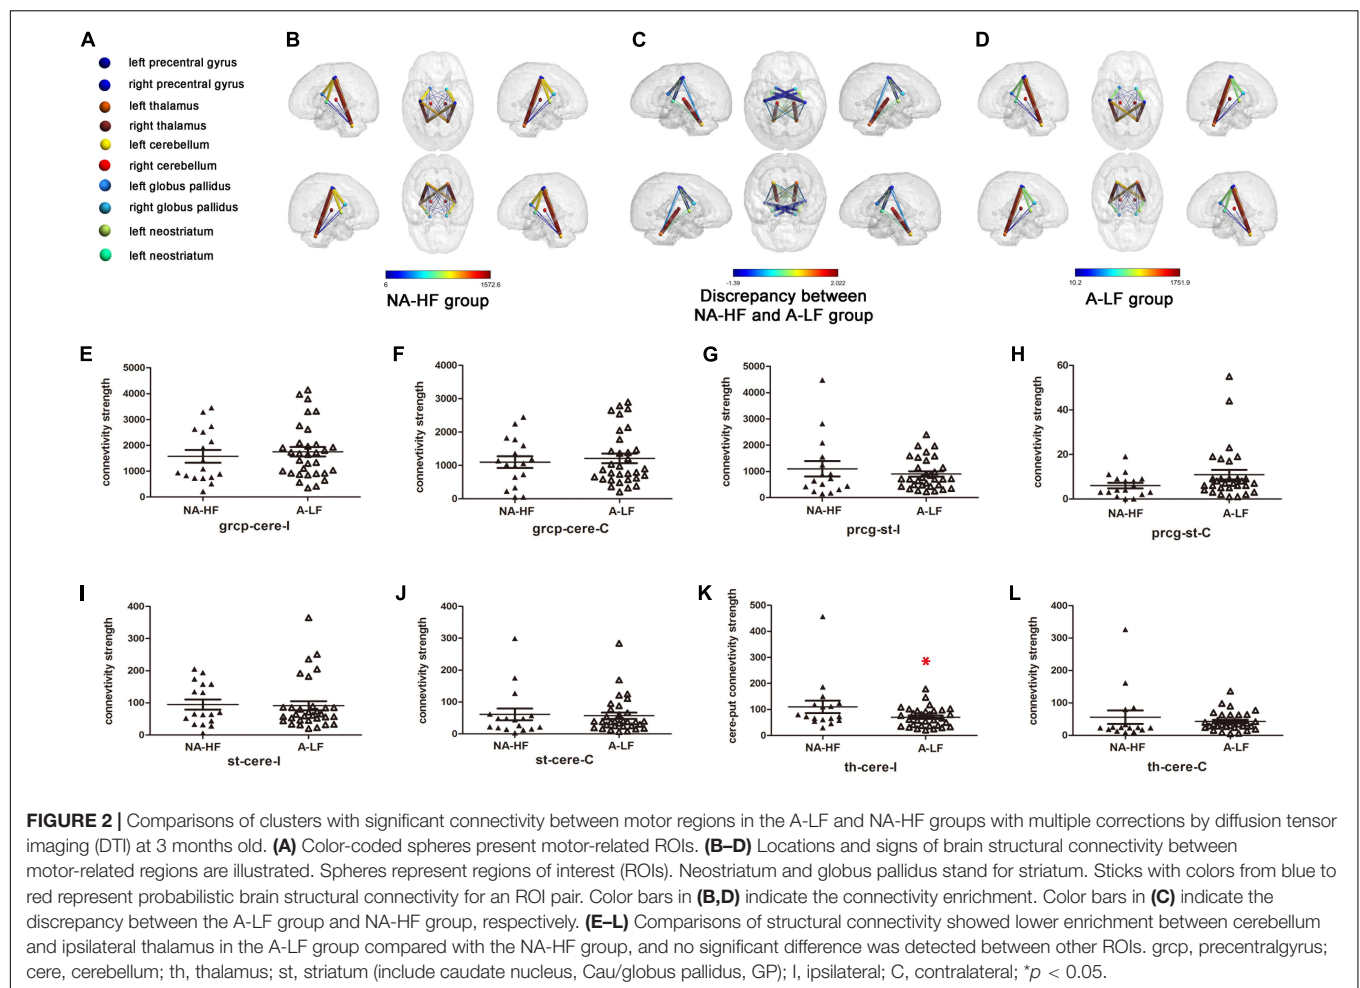 A
left precentral gyrus
right precentral gyrus
left thalamus
right thalamus
left cerebellum
right cerebellum
left globus pallidus
right globus pallidus
left neostriatum
left neostriatum
B
6 1572.6
NA-HF group
C
-1.39 2.022
Discrepancy between
NA-HF and A-LF group
D
10.2 1751.9
A-LF group
E
connevtivity strength
5000
4000
3000
2000
1000
0
NA-HF A-LF
grcp-cere-I
F
connevtivity strength
4000
3000
2000
1000
0
NA-HF A-LF
grcp-cere-C
G
connevtivity strength
5000
4000
3000
2000
1000
0
NA-HF A-LF
prcg-st-I
H
connevtivity strength
60
40
20
0
NA-HF A-LF
prcg-st-C
I
connevtivity strength
400
300
200
100
0
NA-HF A-LF
st-cere-I
J
connevtivity strength
400
300
200
100
0
NA-HF A-LF
st-cere-C
K
cere-put connevtivity strength
500
400
300
200
100
0
*
NA-HF A-LF
th-cere-I
L
connevtivity strength
400
300
200
100
0
NA-HF A-LF
th-cere-C
FIGURE 2 | Comparisons of clusters with significant connectivity between motor regions in the A-LF and NA-HF groups with multiple corrections by diffusion tensor
imaging (DTI) at 3 months old. (A) Color-coded spheres present motor-related ROIs. (B–D) Locations and signs of brain structural connectivity between
motor-related regions are illustrated. Spheres represent regions of interest (ROIs). Neostriatum and globus pallidus stand for striatum. Sticks with colors from blue to
red represent probabilistic brain structural connectivity for an ROI pair. Color bars in (B,D) indicate the connectivity enrichment. Color bars in (C) indicate the
discrepancy between the A-LF group and NA-HF group, respectively. (E–L) Comparisons of structural connectivity showed lower enrichment between cerebellum
and ipsilateral thalamus in the A-LF group compared with the NA-HF group, and no significant difference was detected between other ROIs. grcp, precentralgyrus;
cere, cerebellum; th, thalamus; st, striatum (include caudate nucleus, Cau/globus pallidus, GP); I, ipsilateral; C, contralateral; *p < 0.05.